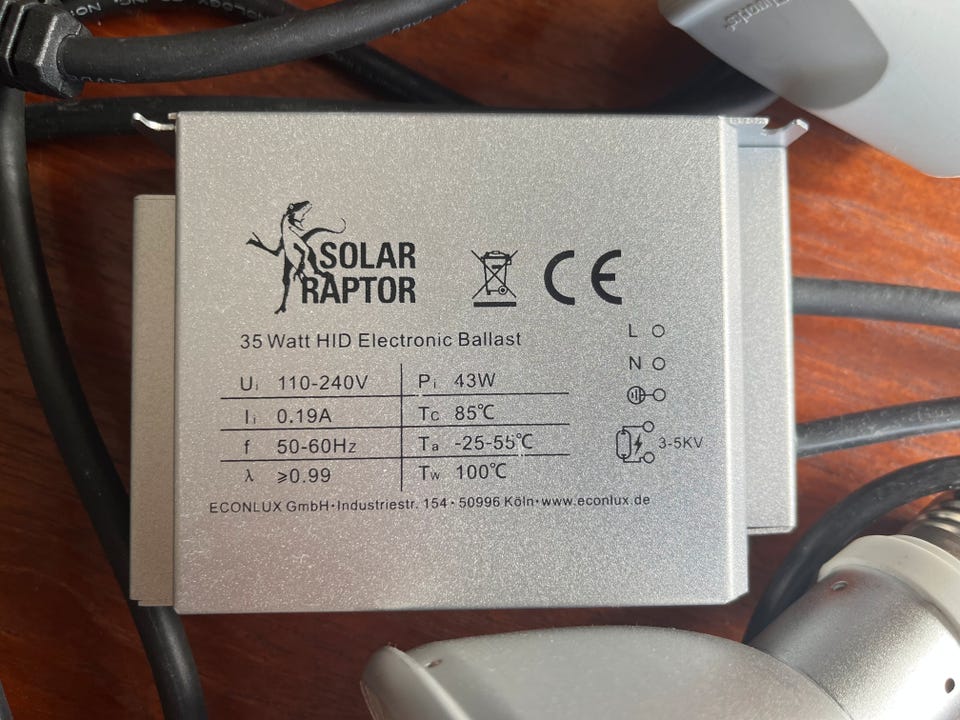 SOLAR
RAPTOR
CE
35 Watt HID Electronic Ballast
Ui 110-240V Pi 43W
Ii 0.19A Tc 85℃
f 50-60Hz Ta -25-55℃
λ ⩾0.99 Tw 100℃
ECONLUX GmbH·Industriestr. 154·50996 Köln·www.econlux.de
L
N
3-5KV